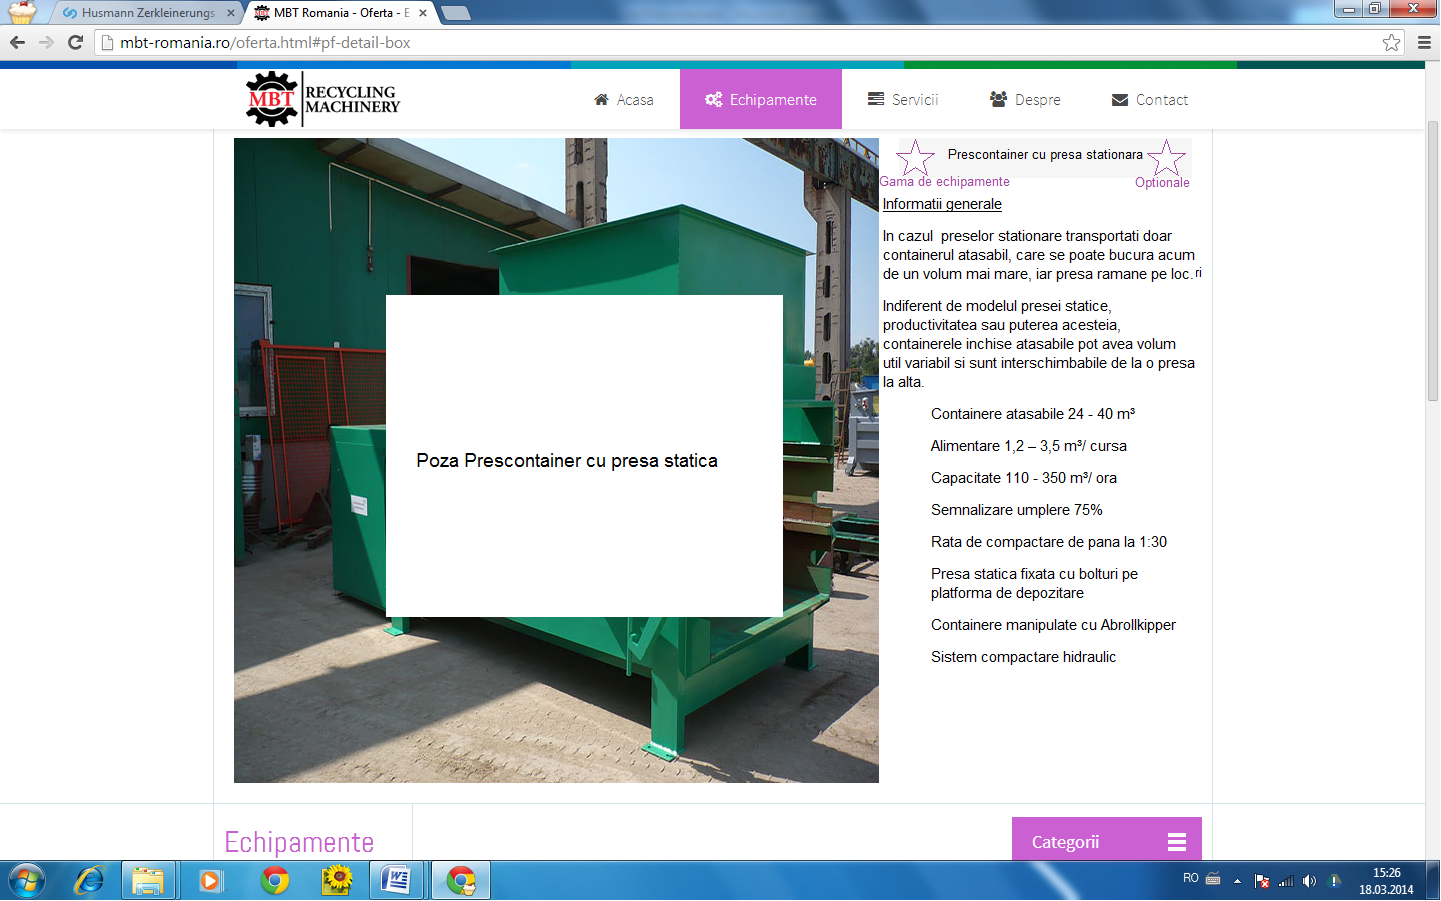 Husmann Zerkleinerungs
MBT Romania - Oferta - E
mbt-romania.ro/oferta.html#pf-detail-box
MBT RECYCLING
MACHINERY
Acasa
Echipamente
Servicii
Despre
Contact
Prescontainer cu presa stationara
Gama de echipamente
Optionale
Informatii generale
In cazul preselor stationare transportati doar
containerul atasabil, care se poate bucura acum
de un volum mai mare, iar presa ramane pe loc. ri
Indiferent de modelul presei statice,
productivitatea sau puterea acesteia,
containerele inchise atasabile pot avea volum
util variabil si sunt interschimbabile de la o presa
la alta.
Containere atasabile 24 - 40 m³
Alimentare 1,2 – 3,5 m³/ cursa
Capacitate 110 - 350 m³/ ora
Semnalizare umplere 75%
Rata de compactare de pana la 1:30
Presa statica fixata cu bolturi pe
platforma de depozitare
Containere manipulate cu Abrollkipper
Sistem compactare hidraulic
Poza Prescontainer cu presa statica
Echipamente
Categorii
RO
15:26
18.03.2014